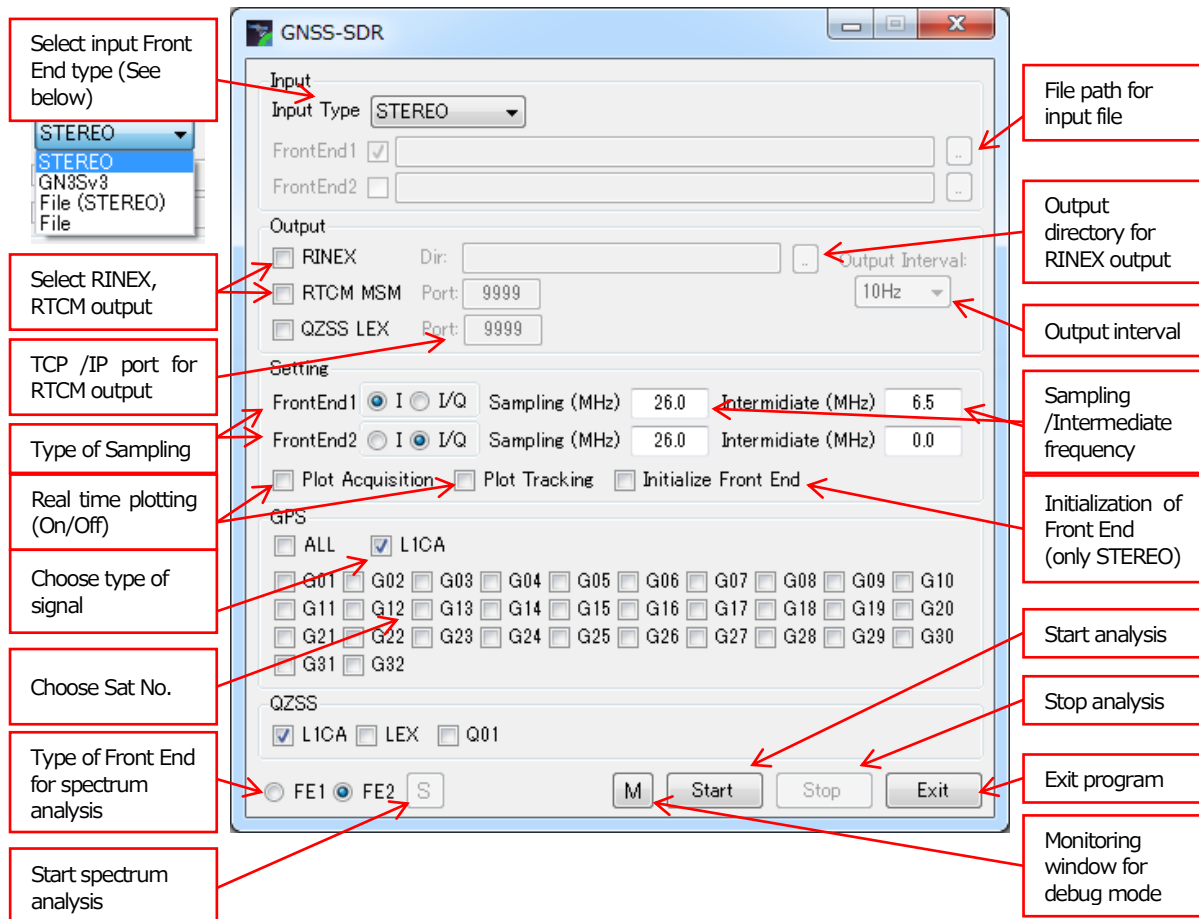 Select input Front
End type (See
below)
STEREO
STEREO
GN3Sv3
File (STEREO)
File
Select RINEX,
RTCM output
TCP /IP port for
RTCM output
Type of Sampling
Real time plotting
(On/Off)
Choose type of
signal
Choose Sat No.
Type of Front End
for spectrum
analysis
Start spectrum
analysis
GNSS-SDR
Input
Input Type STEREO
FrontEnd1 ..
FrontEnd2 ..
Output
RINEX Dir: .. Output Interval:
RTCM MSM Port: 9999 10Hz
QZSS LEX Port: 9999
Setting
FrontEnd1 I I/Q Sampling (MHz) 26.0 Intermidiate (MHz) 6.5
FrontEnd2 I I/Q Sampling (MHz) 26.0 Intermidiate (MHz) 0.0
Plot Acquisition Plot Tracking Initialize Front End
GPS
ALL L1CA
G01 G02 G03 G04 G05 G06 G07 G08 G09 G10
G11 G12 G13 G14 G15 G16 G17 G18 G19 G20
G21 G22 G23 G24 G25 G26 G27 G28 G29 G30
G31 G32
QZSS
L1CA LEX Q01
FE1 FE2 S M Start Stop Exit
File path for
input file
Output
directory for
RINEX output
Output interval
Sampling
/Intermediate
frequency
Initialization of
Front End
(only STEREO)
Start analysis
Stop analysis
Exit program
Monitoring
window for
debug mode